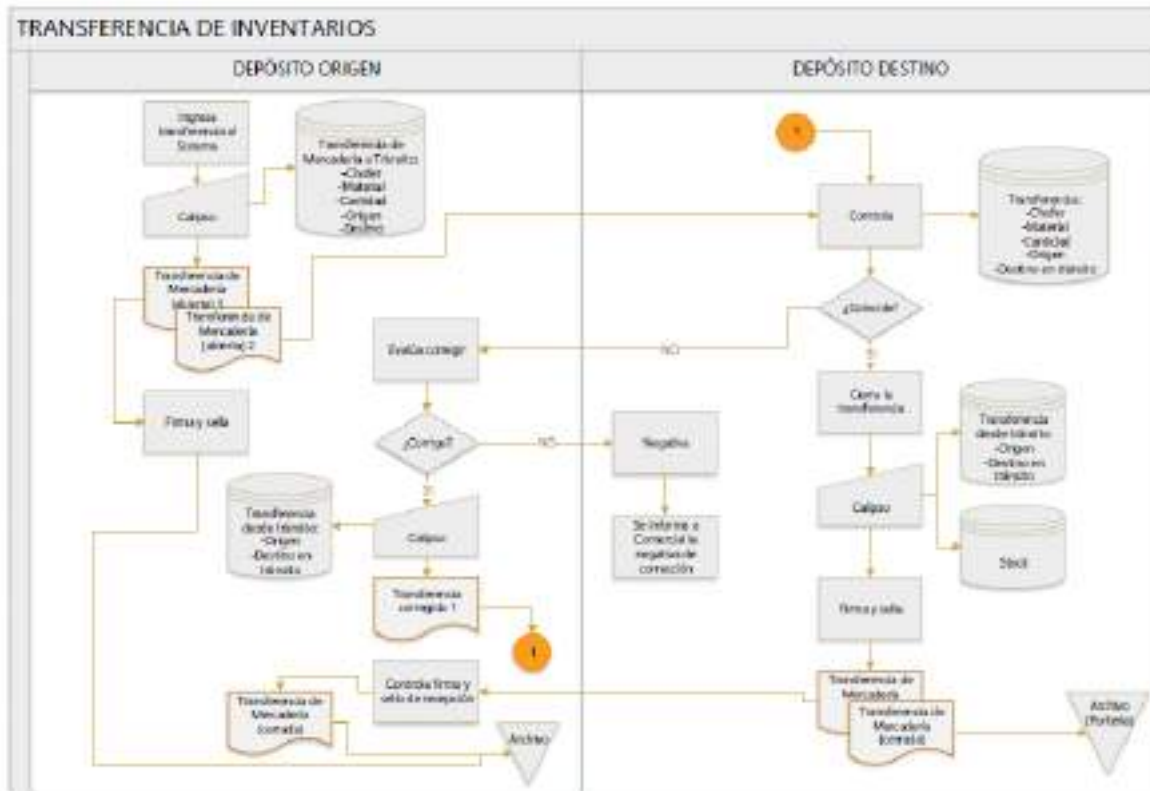 TRANSFERENCIA DE INVENTARIOS
DEPÓSITO ORIGEN
DEPÓSITO DESTINO
Ingresa
transferencia al
Sistema
Calipso
Transferencia de
Mercadería a Tránsito:
-Chofer
-Material
-Cantidad
-Origen
-Destino
Transferencia de
Mercadería
(abierta) 1
Transferencia de
Mercadería
(abierta) 2
Firma y sella
Evalúa corregir
¿Corrige?
NO
SI
Calipso
Transferencia
desde tránsito:
-Origen
-Destino en
tránsito
Transferencia
corregida 1
1
Controla firma y
sello de recepción
Transferencia de
Mercadería
(cerrada)
Archivo
1
Controla
Transferencia:
-Chofer
-Material
-Cantidad
-Origen
-Destino en tránsito
¿Coincide?
NO
SI
Negativa
Se informa a
Comercial la
negativa de
corrección
Cierra la
transferencia
Calipso
Transferencia
desde tránsito
-Origen
-Destino en
tránsito
Stock
Firma y sella
Transferencia de
Mercadería
Transferencia de
Mercadería
(cerrada)
Archivo